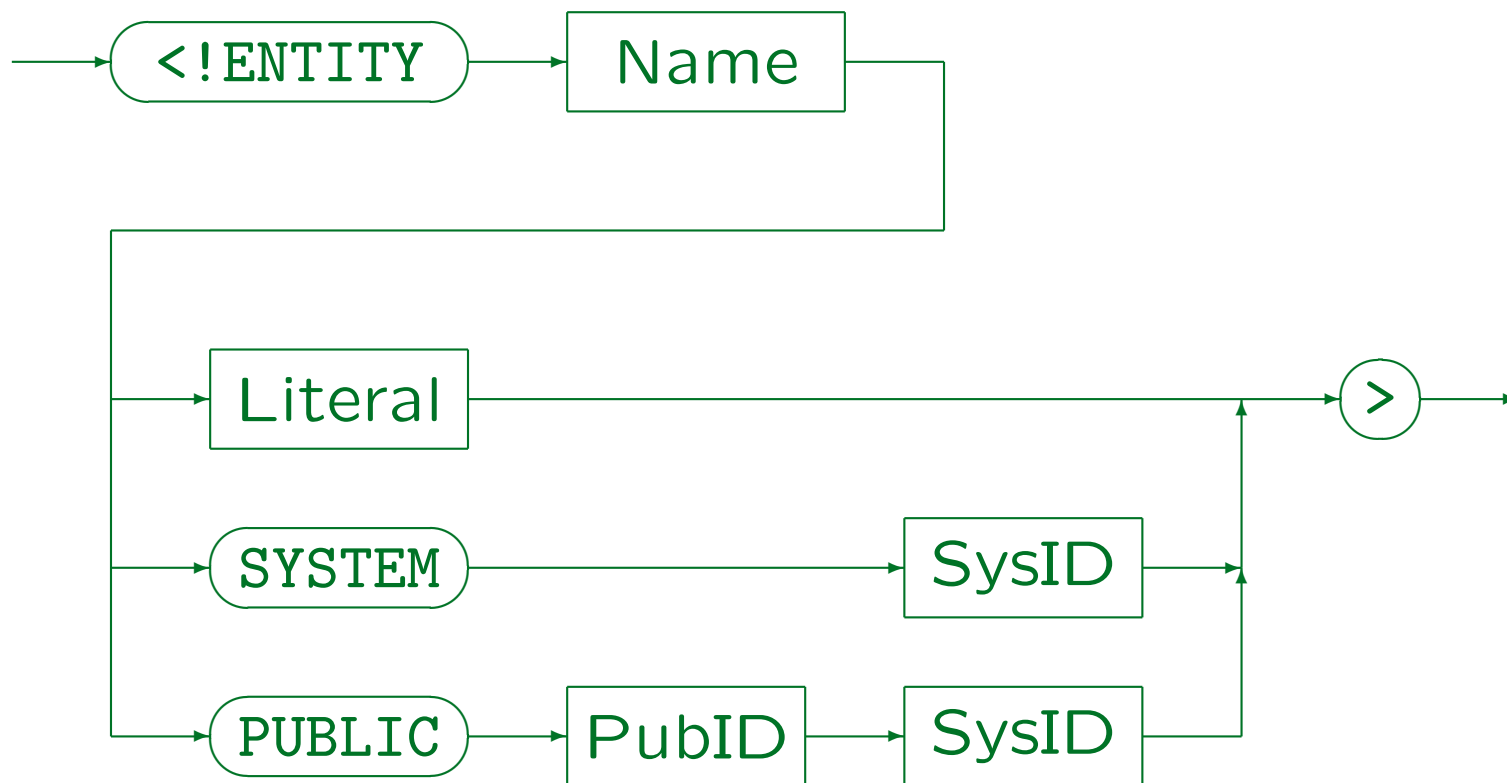 <!ENTITY Name
Literal >
SYSTEM SysID
PUBLIC PubID SysID